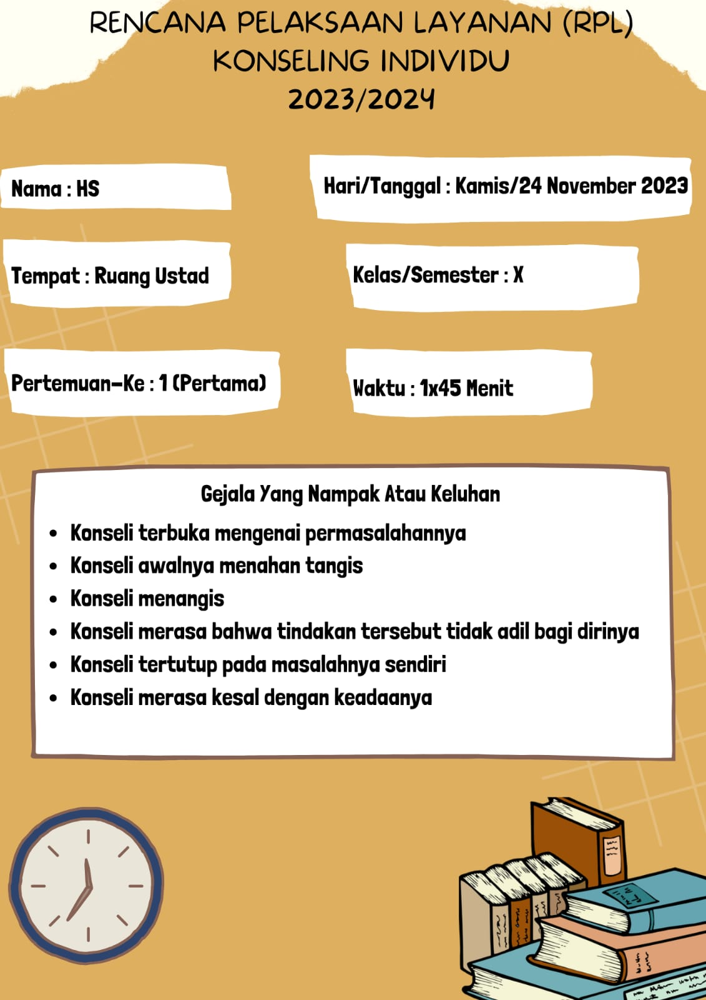 RENCANA PELAKSAAN LAYANAN (RPL)
KONSELING INDIVIDU
2023/2024
Nama : HS
Hari/Tanggal : Kamis/24 November 2023
Tempat : Ruang Ustad
Kelas/Semester : X
Pertemuan-Ke : 1 (Pertama)
Waktu : 1x45 Menit
Gejala Yang Nampak Atau Keluhan
• Konseli terbuka mengenai permasalahannya
• Konseli awalnya menahan tangis
• Konseli menangis
• Konseli merasa bahwa tindakan tersebut tidak adil bagi dirinya
• Konseli tertutup pada masalahnya sendiri
• Konseli merasa kesal dengan keadaanya